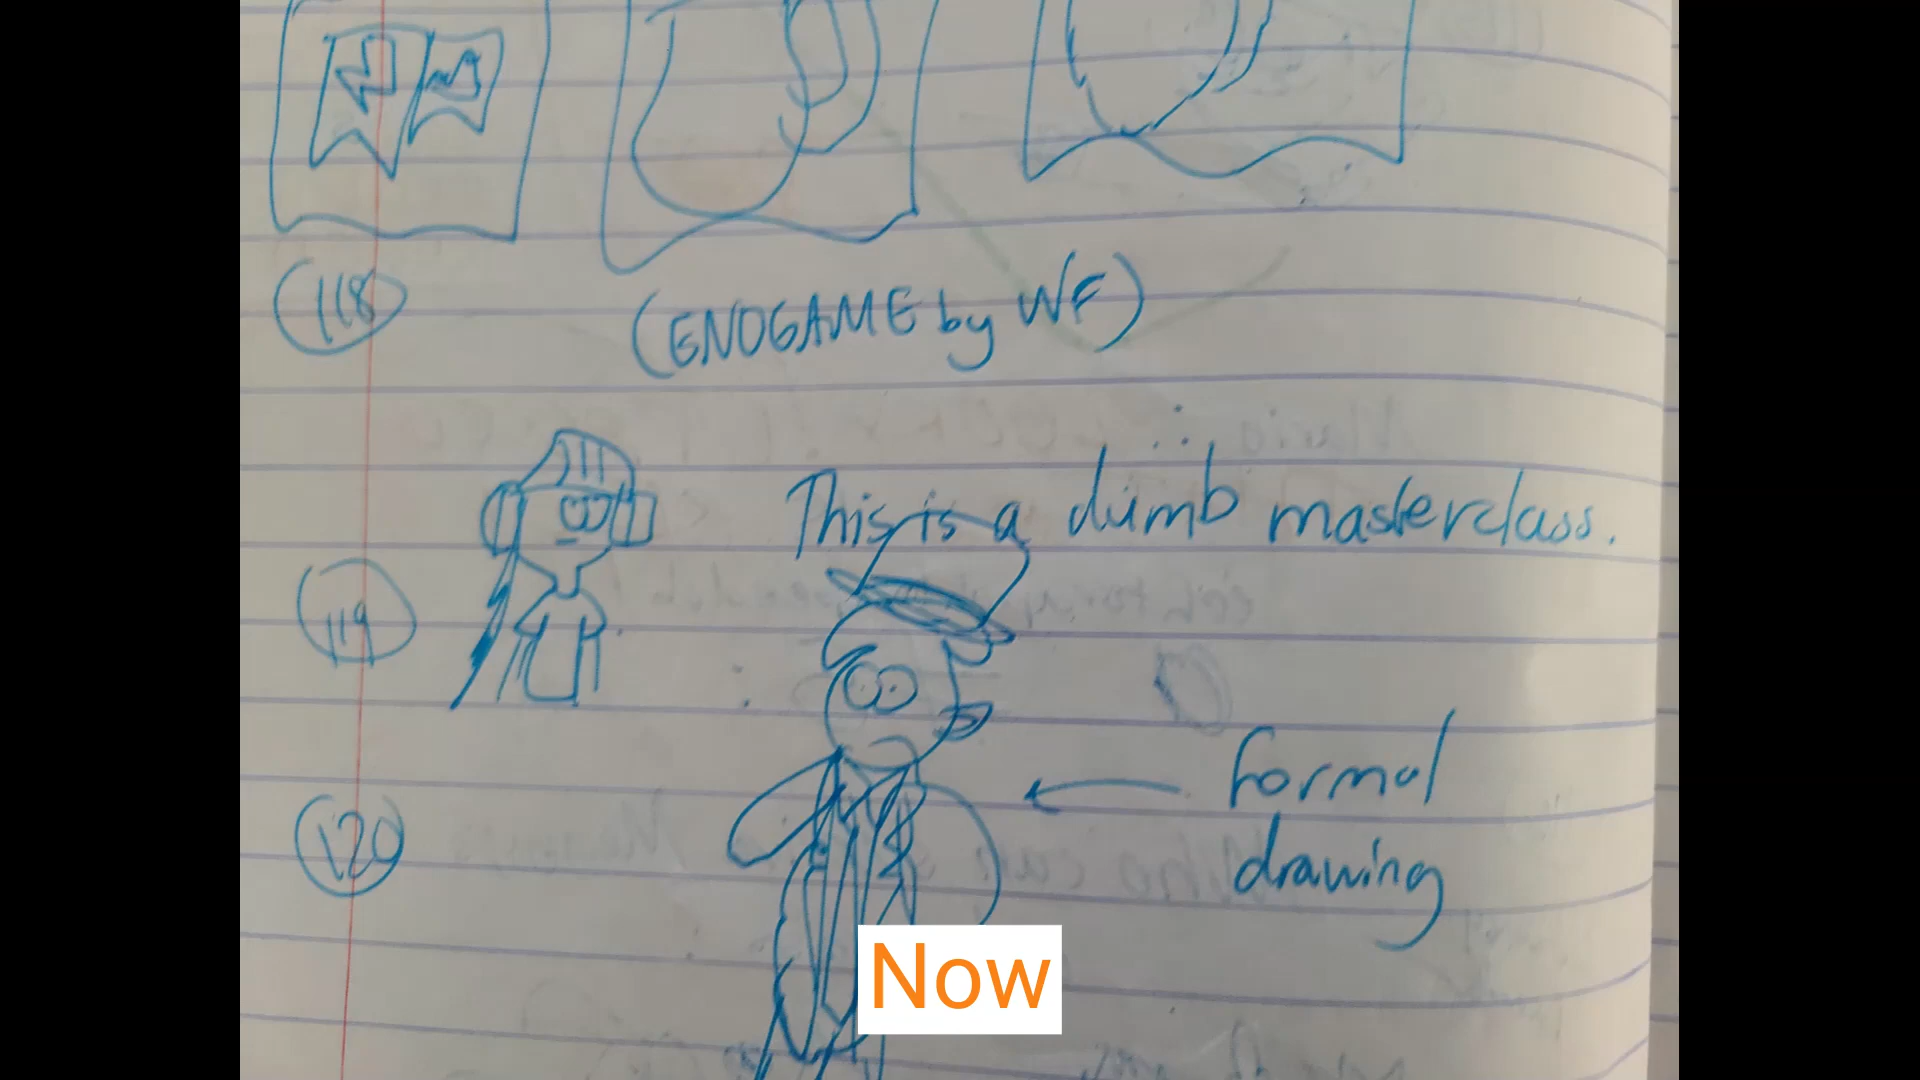 118
(ENDGAME by WF)
This is a dumb masterclass.
119
formal
drawing
120
Now